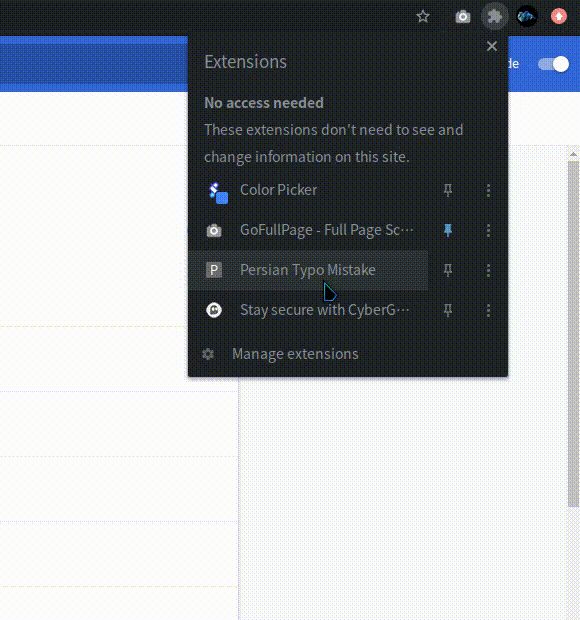 de
Extensions
No access needed
These extensions don't need to see and
change information on this site.
Color Picker
GoFullPage - Full Page Sc···
P
Persian Typo Mistake
Stay secure with CyberG···
Manage extensions